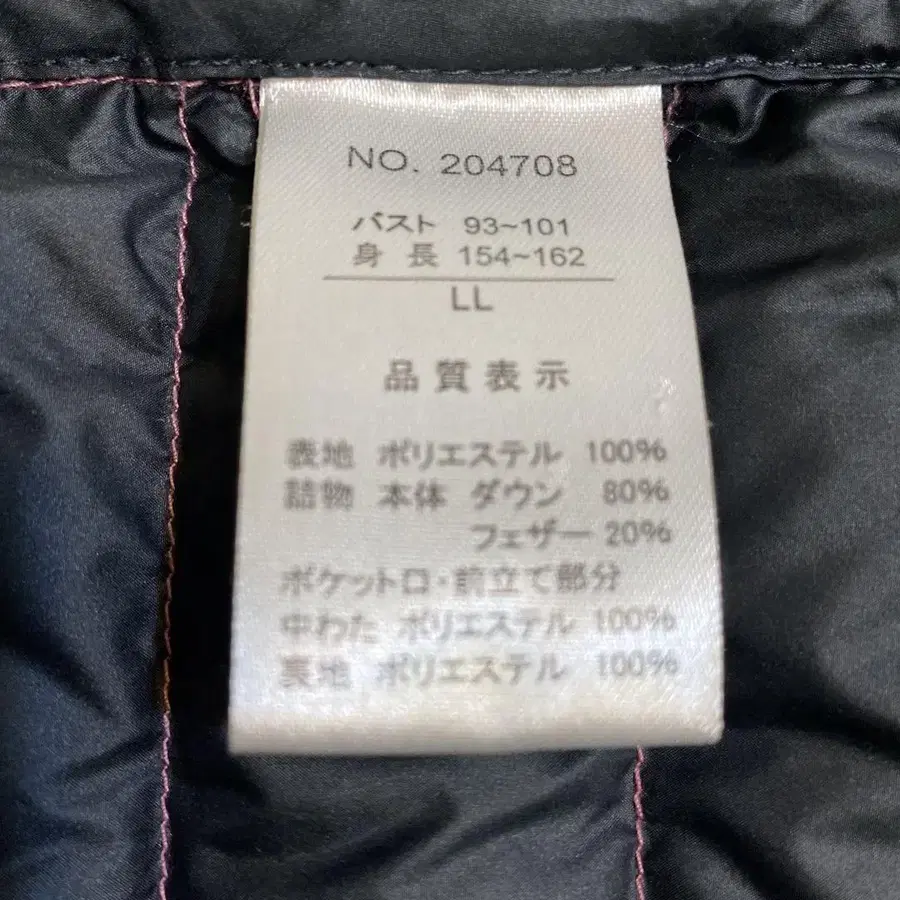 NO. 204708
バスト 93~101
身長 154~162
LL
品質表示
表地 ポリエステル 100%
詰物 本体 ダウン 80%
フェザー 20%
ポケット口・前立て部分
中わた ポリエステル 100%
裏地 ポリエステル 100%